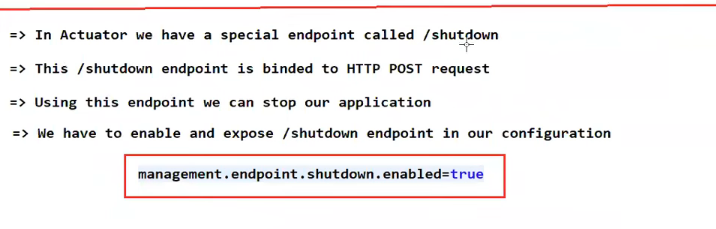 => In Actuator we have a special endpoint called /shutdown
=> This /shutdown endpoint is binded to HTTP POST request
=> Using this endpoint we can stop our application
=> We have to enable and expose /shutdown endpoint in our configuration
management.endpoint.shutdown.enabled=true